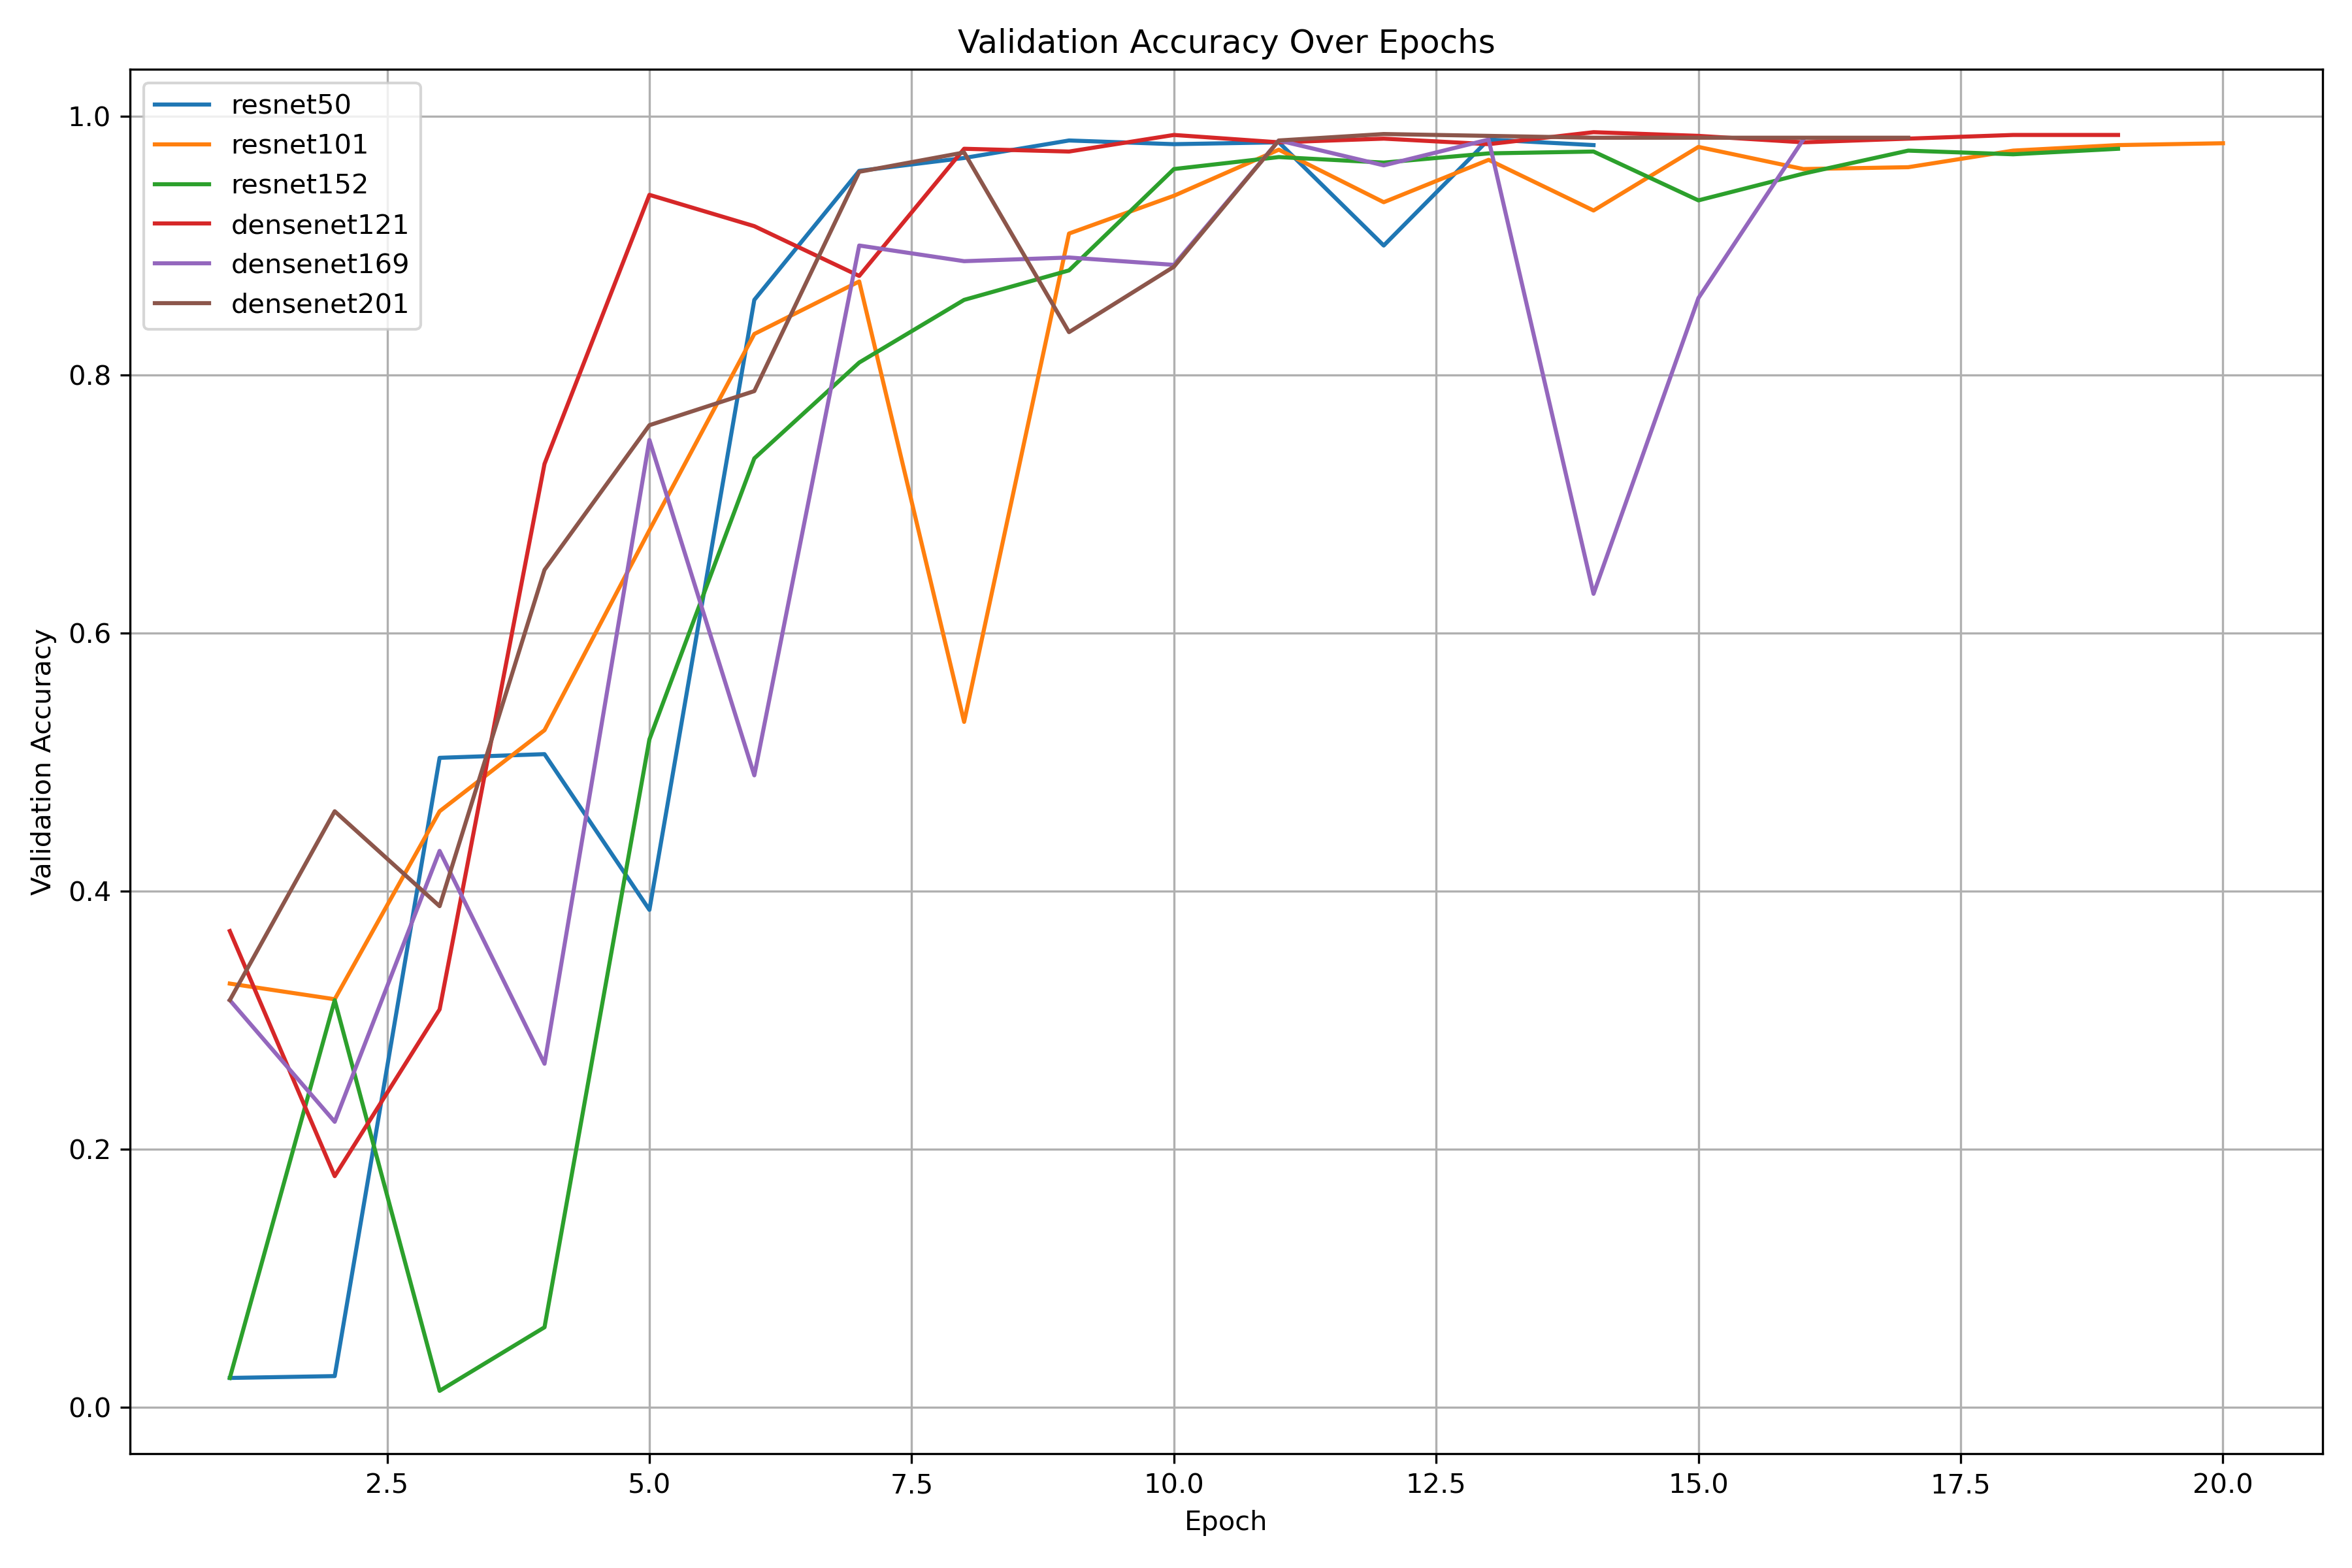 Validation Accuracy Over Epochs
resnet50
resnet101
resnet152
densenet121
densenet169
densenet201
Validation Accuracy
1.0
0.8
0.6
0.4
0.2
0.0
2.5 5.0 7.5 10.0 12.5 15.0 17.5 20.0
Epoch